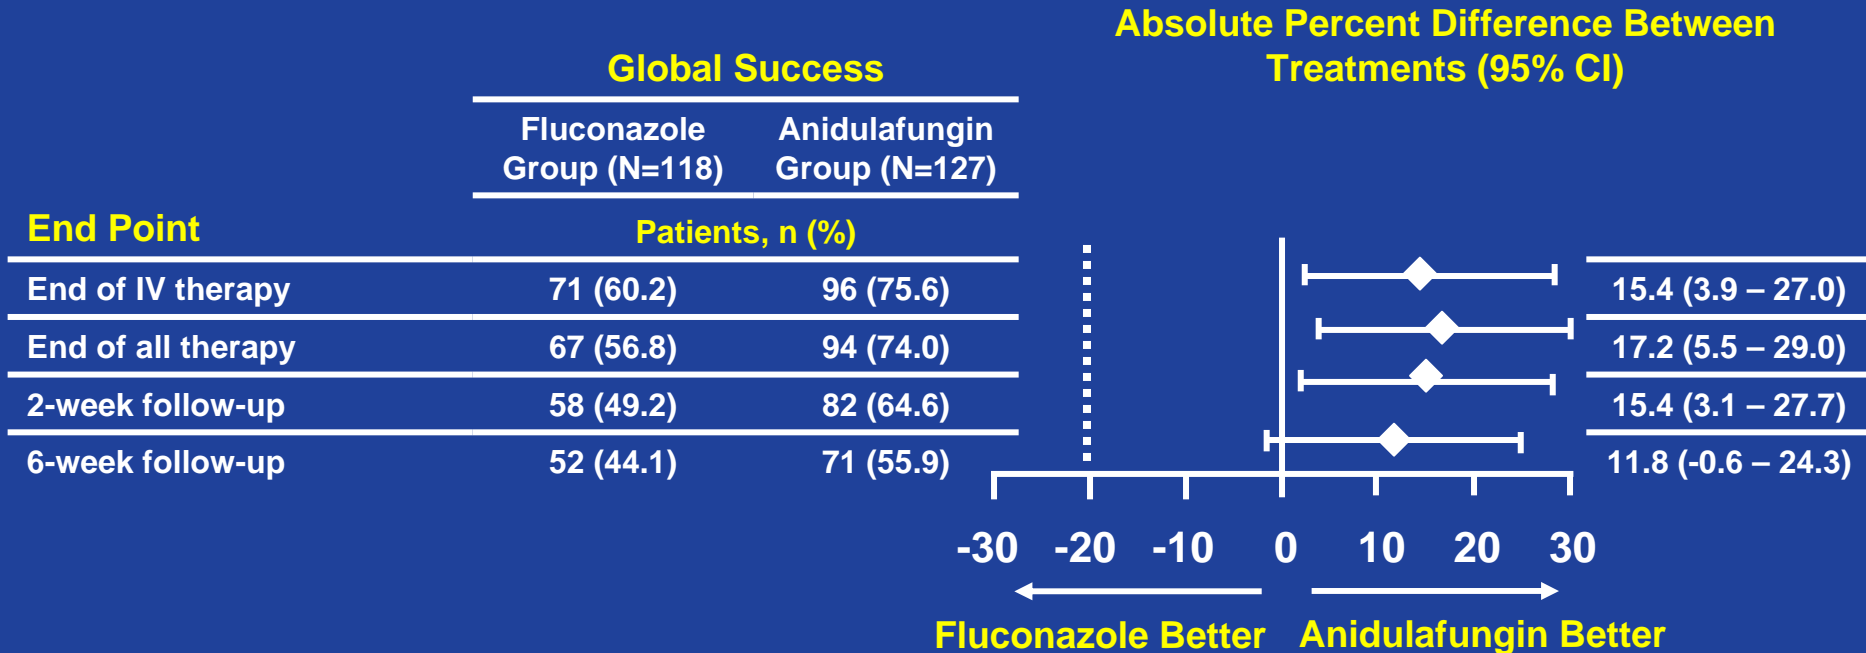 Absolute Percent Difference Between
Treatments (95% CI)
Global Success
Fluconazole
Group (N=118)
Anidulafungin
Group (N=127)
End Point
Patients, n (%)
End of IV therapy 71 (60.2) 96 (75.6) 15.4 (3.9 – 27.0)
End of all therapy 67 (56.8) 94 (74.0) 17.2 (5.5 – 29.0)
2-week follow-up 58 (49.2) 82 (64.6) 15.4 (3.1 – 27.7)
6-week follow-up 52 (44.1) 71 (55.9) 11.8 (-0.6 – 24.3)
-30 -20 -10 0 10 20 30
Fluconazole Better Anidulafungin Better